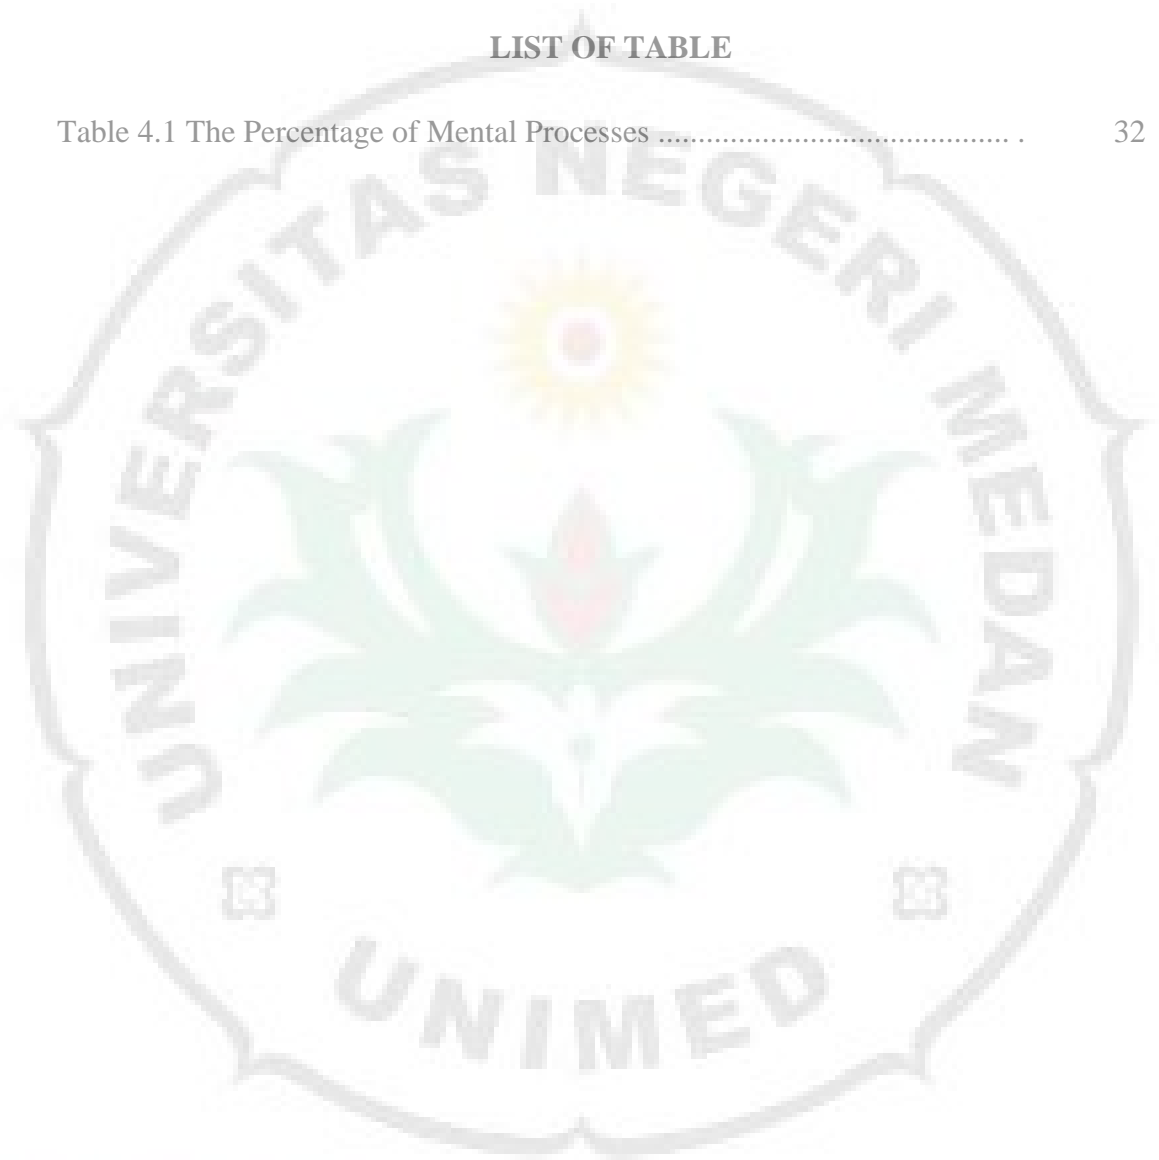 LIST OF TABLE
Table 4.1 The Percentage of Mental Processes ............................................ . 32
UNIVERSITAS NEGERI MEDAN
UNIMED